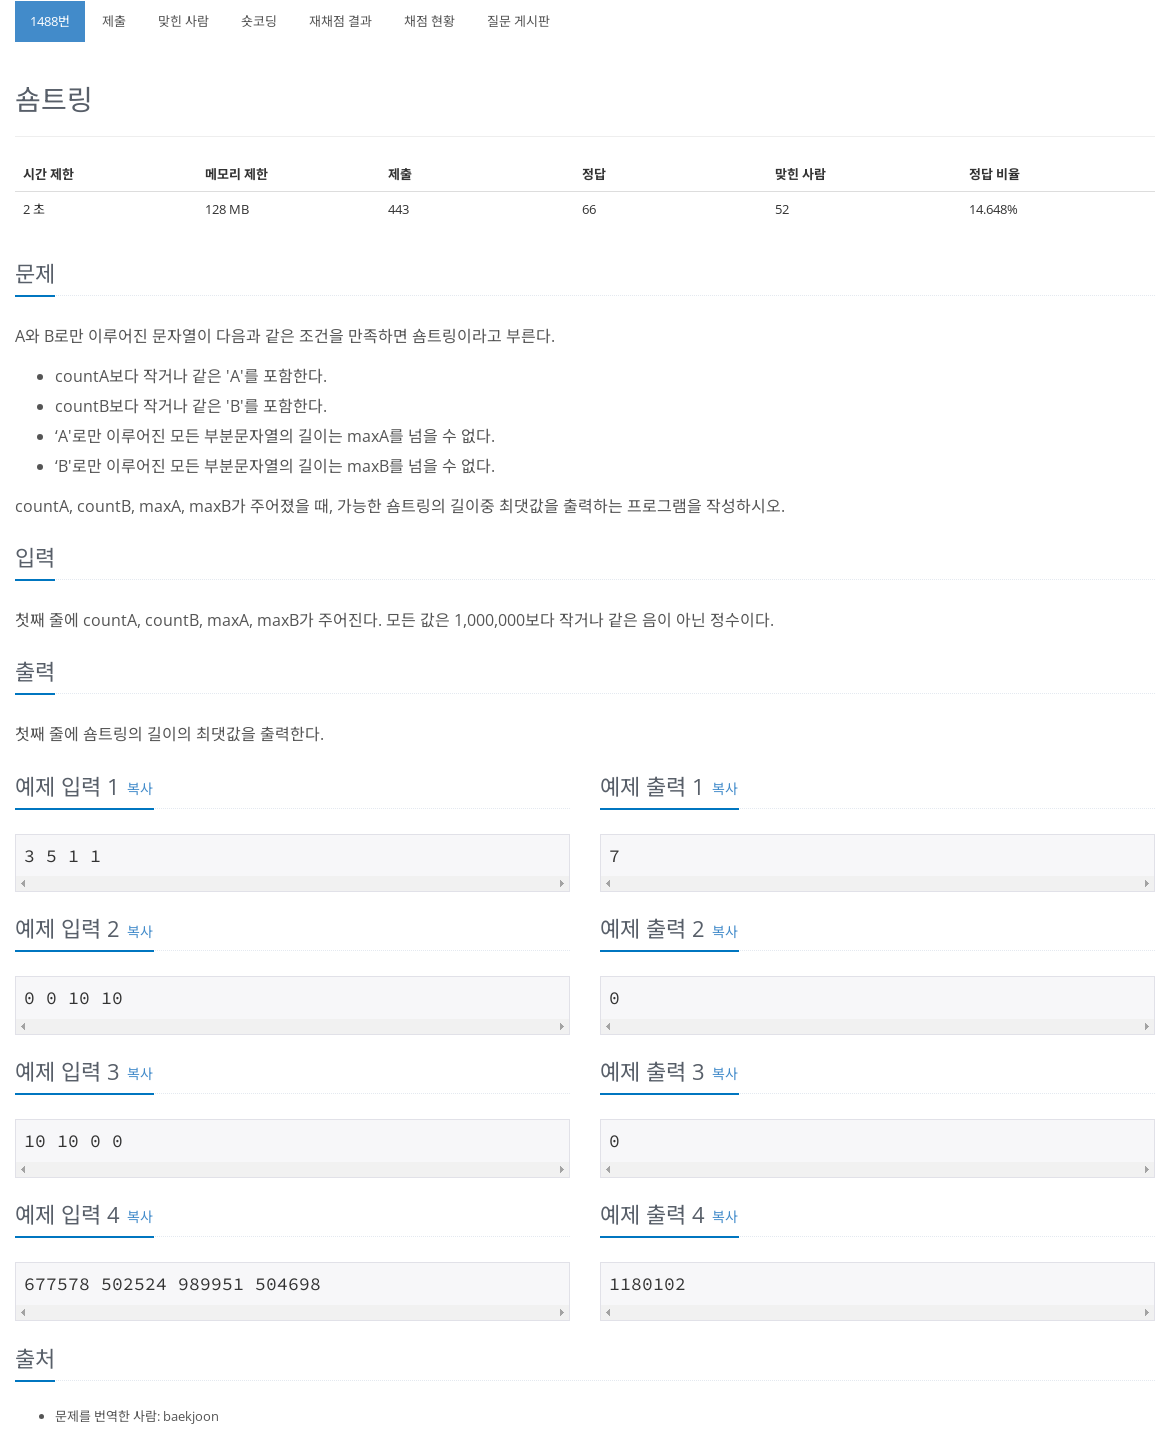 1488번 제출 맞힌 사람 숏코딩 재채점 결과 채점 현황 질문 게시판
숌트링
시간 제한 메모리 제한 제출 정답 맞힌 사람 정답 비율
2 초 128 MB 443 66 52 14.648%
문제
A와 B로만 이루어진 문자열이 다음과 같은 조건을 만족하면 숌트링이라고 부른다.
• countA보다 작거나 같은 'A'를 포함한다.
• countB보다 작거나 같은 'B'를 포함한다.
• ‘A'로만 이루어진 모든 부분문자열의 길이는 maxA를 넘을 수 없다.
• ‘B'로만 이루어진 모든 부분문자열의 길이는 maxB를 넘을 수 없다.
countA, countB, maxA, maxB가 주어졌을 때, 가능한 숌트링의 길이중 최댓값을 출력하는 프로그램을 작성하시오.
입력
첫째 줄에 countA, countB, maxA, maxB가 주어진다. 모든 값은 1,000,000보다 작거나 같은 음이 아닌 정수이다.
출력
첫째 줄에 숌트링의 길이의 최댓값을 출력한다.
예제 입력 1 복사 예제 출력 1 복사
3 5 1 1 7
예제 입력 2 복사 예제 출력 2 복사
0 0 10 10 0
예제 입력 3 복사 예제 출력 3 복사
10 10 0 0 0
예제 입력 4 복사 예제 출력 4 복사
677578 502524 989951 504698 1180102
출처
• 문제를 번역한 사람: baekjoon